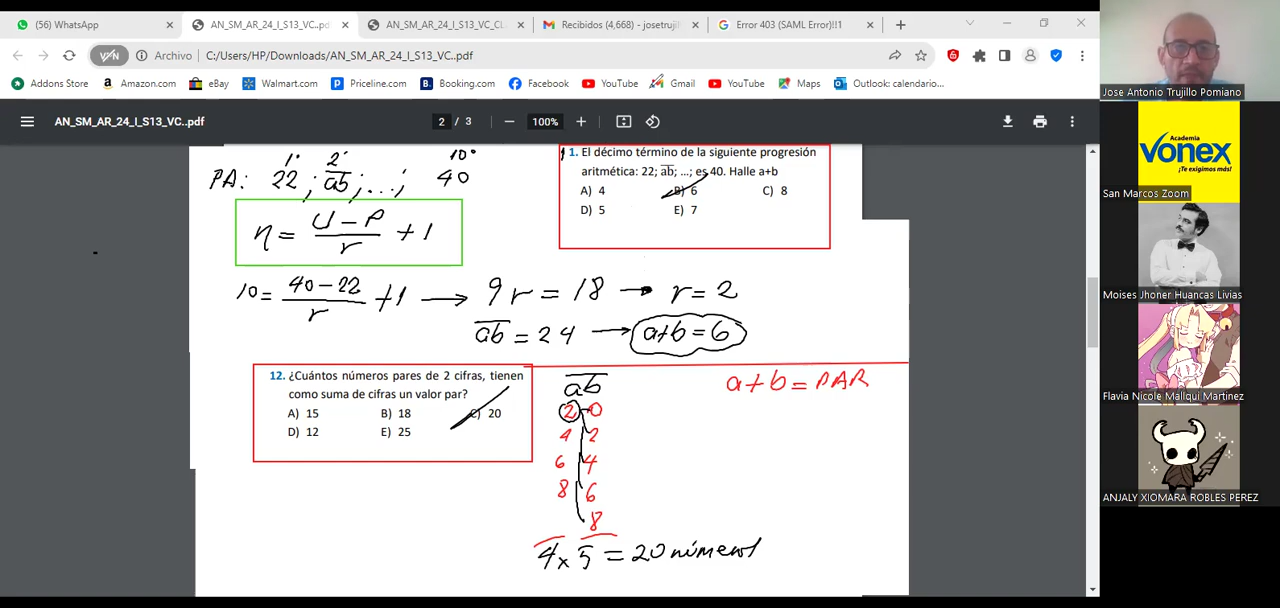 (56) WhatsApp
AN_SM_AR_24_I_S13_VC..pdf
AN_SM_AR_24_I_S13_VC_CL
Recibidos (4,668) - josetrujill
Error 403 (SAML Error)!!1
Archivo
C:/Users/HP/Downloads/AN_SM_AR_24_I_S13_VC..pdf
Addons Store
Amazon.com
eBay
Walmart.com
Priceline.com
Booking.com
Facebook
YouTube
Gmail
YouTube
Maps
Outlook: calendario...
AN_SM_AR_24_I_S13_VC..pdf
2 / 3
100%
1° 2° 10°
PA: 22 ; ab ; ... ; 40
n = U - P / r + 1
10 = 40 - 22 / r + 1 → 9r = 18 → r = 2
ab = 24 → a+b = 6
1. El décimo término de la siguiente progresión
aritmética: 22; ab; ...; es 40. Halle a+b
A) 4 B) 6 C) 8
D) 5 E) 7
12. ¿Cuántos números pares de 2 cifras, tienen
como suma de cifras un valor par?
A) 15 B) 18 C) 20
D) 12 E) 25
ab
a + b = PAR
2 0
4 2
6 4
8 6
8
4 x 5 = 20 números
Jose Antonio Trujillo Pomiano
Academia
VONEX
¡Te exigimos más!
San Marcos Zoom
Moises Jhoner Huancas Livias
Flavia Nicole Mallqui Martinez
ANJALY XIOMARA ROBLES PEREZ